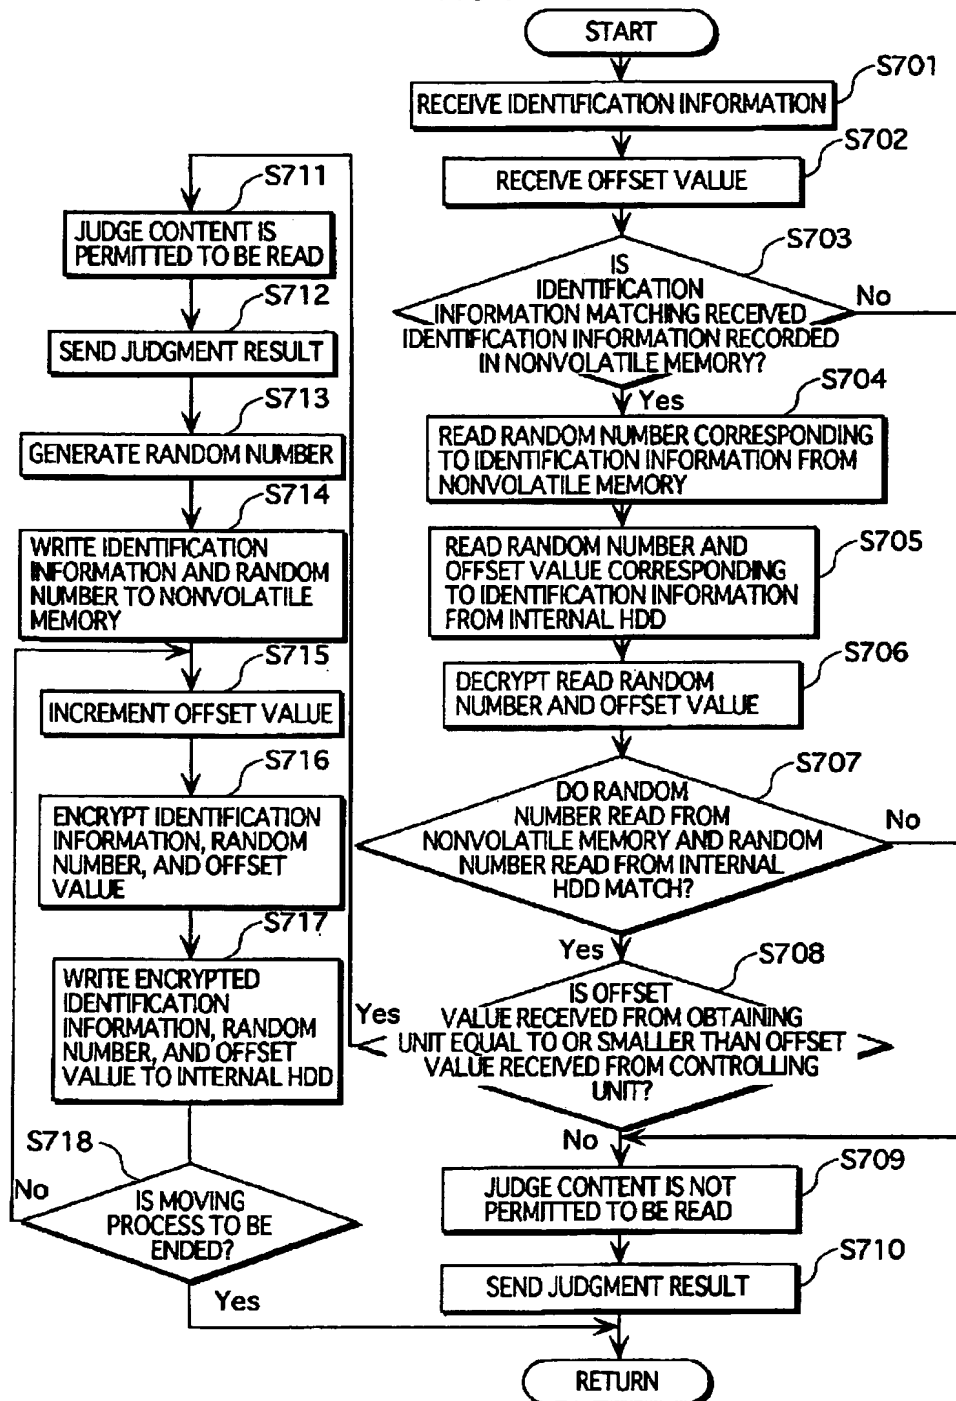 START
S701
RECEIVE IDENTIFICATION INFORMATION
S702
RECEIVE OFFSET VALUE
S703
IS
IDENTIFICATION
INFORMATION MATCHING RECEIVED
IDENTIFICATION INFORMATION RECORDED
IN NONVOLATILE MEMORY?
No
Yes
S704
READ RANDOM NUMBER CORRESPONDING
TO IDENTIFICATION INFORMATION FROM
NONVOLATILE MEMORY
S705
READ RANDOM NUMBER AND
OFFSET VALUE CORRESPONDING
TO IDENTIFICATION INFORMATION
FROM INTERNAL HDD
S706
DECRYPT READ RANDOM
NUMBER AND OFFSET VALUE
S707
DO RANDOM
NUMBER READ FROM
NONVOLATILE MEMORY AND RANDOM
NUMBER READ FROM INTERNAL
HDD MATCH?
No
Yes
S708
IS OFFSET
VALUE RECEIVED FROM OBTAINING
UNIT EQUAL TO OR SMALLER THAN OFFSET
VALUE RECEIVED FROM CONTROLLING
UNIT?
Yes
No
S709
JUDGE CONTENT IS NOT
PERMITTED TO BE READ
S710
SEND JUDGMENT RESULT
RETURN
S711
JUDGE CONTENT IS
PERMITTED TO BE READ
S712
SEND JUDGMENT RESULT
S713
GENERATE RANDOM NUMBER
S714
WRITE IDENTIFICATION
INFORMATION AND RANDOM
NUMBER TO NONVOLATILE
MEMORY
S715
INCREMENT OFFSET VALUE
S716
ENCRYPT IDENTIFICATION
INFORMATION, RANDOM
NUMBER, AND OFFSET
VALUE
S717
WRITE ENCRYPTED
IDENTIFICATION
INFORMATION, RANDOM
NUMBER, AND OFFSET
VALUE TO INTERNAL HDD
S718
No
IS MOVING
PROCESS TO BE
ENDED?
Yes